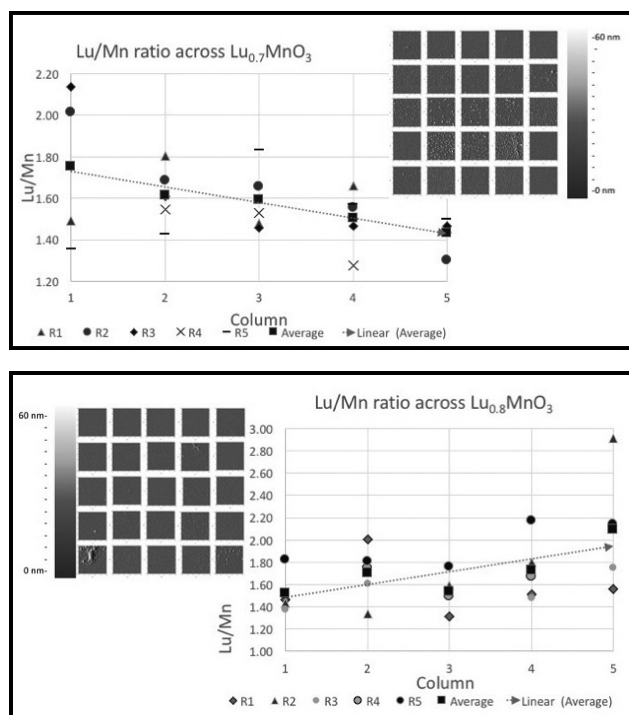 Lu/Mn ratio across Lu₀.₇MnO₃
-60 nm-
-0 nm-
2.20
2.00
1.80
1.60
1.40
1.20
Lu/Mn
1 2 3 4 5
Column
R1 R2 R3 R4 R5 Average Linear (Average)
Lu/Mn ratio across Lu₀.₈MnO₃
60 nm-
0 nm-
3.00
2.80
2.60
2.40
2.20
2.00
1.80
1.60
1.40
1.20
1.00
Lu/Mn
1 2 3 4 5
Column
R1 R2 R3 R4 R5 Average Linear (Average)